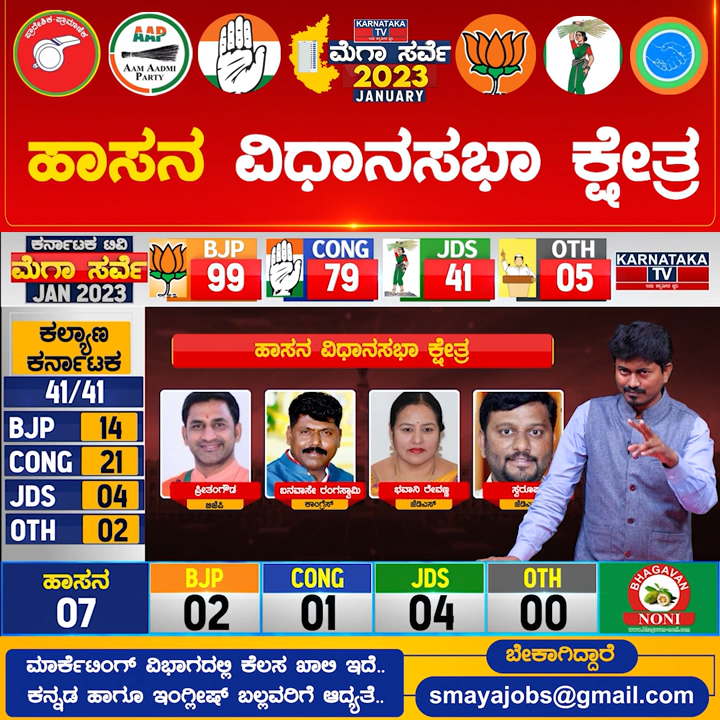 ಪ್ರಾದೇಶಿಕ-ಪ್ರಾಮಾಣಿಕ
AAP
AAM AADMI
PARTY
KARNATAKA
TV
ಮೆಗಾ ಸರ್ವೆ
2023
JANUARY
ಹಾಸನ ವಿಧಾನಸಭಾ ಕ್ಷೇತ್ರ
ಕರ್ನಾಟಕ ಟಿವಿ
ಮೆಗಾ ಸರ್ವೆ
JAN 2023
BJP
99
CONG
79
JDS
41
OTH
05
KARNATAKA
TV
ಕಲ್ಯಾಣ
ಕರ್ನಾಟಕ
41/41
BJP 14
CONG 21
JDS 04
OTH 02
ಹಾಸನ ವಿಧಾನಸಭಾ ಕ್ಷೇತ್ರ
ಪ್ರೀತಂಗೌಡ
ಬಿಜೆಪಿ
ಬನವಾಸೇ ರಂಗಸ್ವಾಮಿ
ಕಾಂಗ್ರೆಸ್
ಭವಾನಿ ರೇವಣ್ಣ
ಜೆಡಿಎಸ್
ಸ್ವರೂಪ
ಜೆಡಿಎ
ಹಾಸನ
07
BJP
02
CONG
01
JDS
04
OTH
00
BHAGAVAN
NONI
ಮಾರ್ಕೆಟಿಂಗ್ ವಿಭಾಗದಲ್ಲಿ ಕೆಲಸ ಖಾಲಿ ಇದೆ..
ಕನ್ನಡ ಹಾಗೂ ಇಂಗ್ಲೀಷ್ ಬಲ್ಲವರಿಗೆ ಆದ್ಯತೆ..
ಬೇಕಾಗಿದ್ದಾರೆ
smayajobs@gmail.com